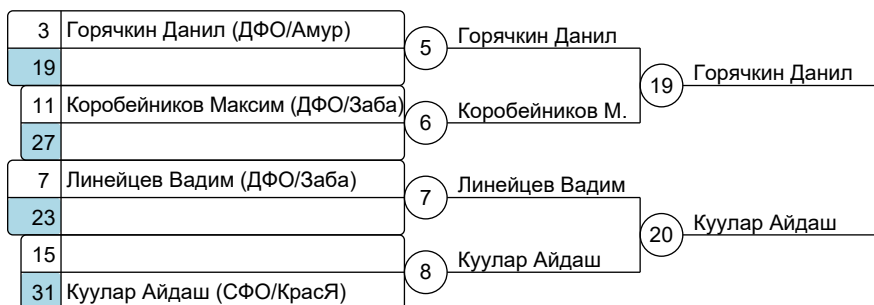 3 Горячкин Данил (ДФО/Амур)
19
5 Горячкин Данил
11 Коробейников Максим (ДФО/Заба)
27
6 Коробейников М.
19 Горячкин Данил
7 Линейцев Вадим (ДФО/Заба)
23
7 Линейцев Вадим
15
31 Куулар Айдаш (СФО/КрасЯ)
8 Куулар Айдаш
20 Куулар Айдаш